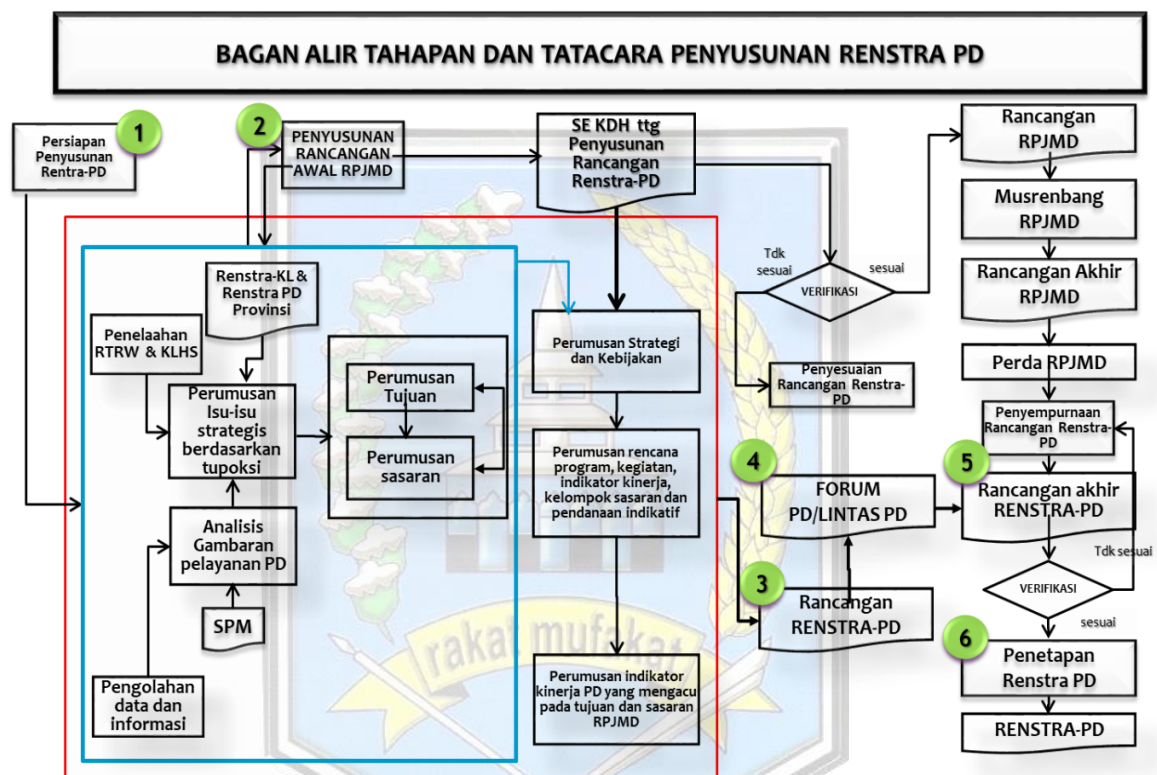 BAGAN ALIR TAHAPAN DAN TATACARA PENYUSUNAN RENSTRA PD
1
Persiapan
Penyusunan
Rentra-PD
2
PENYUSUNAN
RANCANGAN
AWAL RPJMD
SE KDH ttg
Penyusunan
Rancangan
Renstra-PD
Rancangan
RPJMD
Musrenbang
RPJMD
Rancangan Akhir
RPJMD
Perda RPJMD
Penyempurnaan
Rancangan Renstra-
PD
Tdk
sesuai
sesuai
VERIFIKASI
Penyesuaian
Rancangan Renstra-
PD
Renstra-KL &
Renstra PD
Provinsi
Penelaahan
RTRW & KLHS
Perumusan
Isu-isu
strategis
berdasarkan
tupoksi
Perumusan
Tujuan
Perumusan
sasaran
Analisis
Gambaran
pelayanan PD
SPM
Pengolahan
data dan
informasi
Perumusan Strategi
dan Kebijakan
Perumusan rencana
program, kegiatan,
indikator kinerja,
kelompok sasaran dan
pendanaan indikatif
Perumusan indikator
kinerja PD yang mengacu
pada tujuan dan sasaran
RPJMD
3
Rancangan
RENSTRA-PD
4
FORUM
PD/LINTAS PD
5
Rancangan akhir
RENSTRA-PD
Tdk sesuai
VERIFIKASI
sesuai
6
Penetapan
Renstra PD
RENSTRA-PD
rakat mufakat